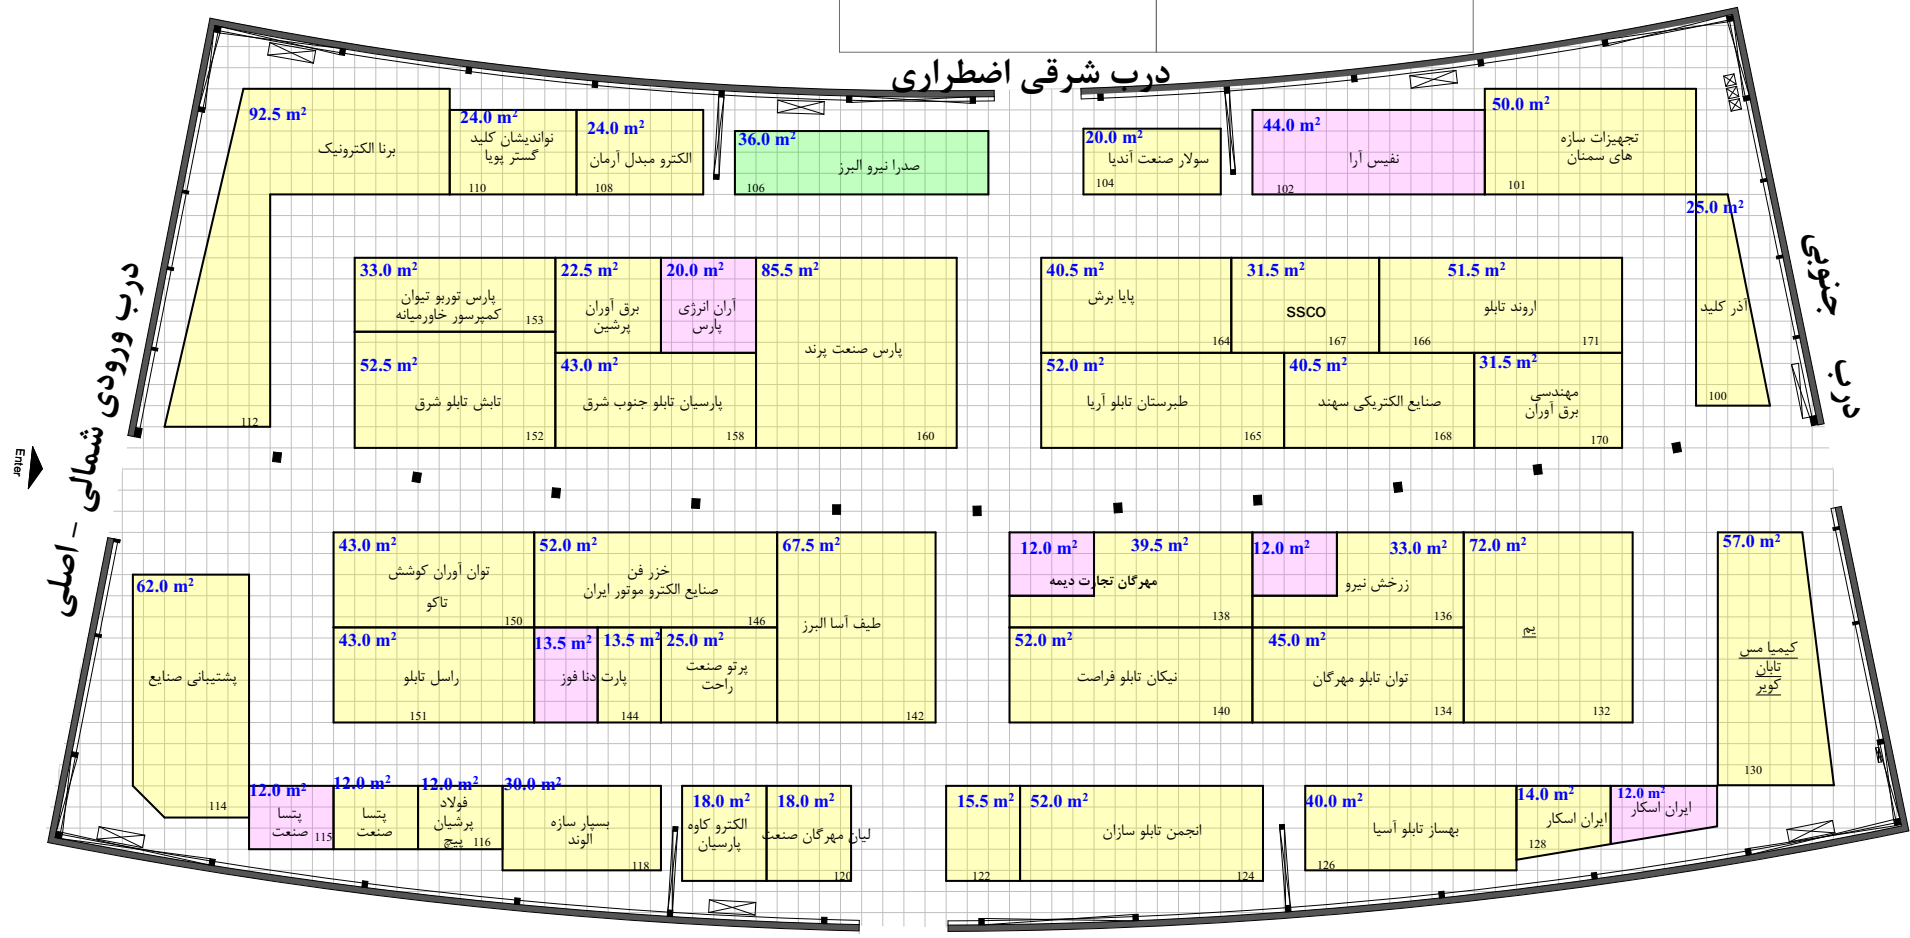 درب شرقی اضطراری
92.5 m²
برنا الکترونیک
112
24.0 m²
نواندیشان کلید
گستر پویا
110
24.0 m²
الکترو مبدل آرمان
108
36.0 m²
صدرا نیرو البرز
106
20.0 m²
سولار صنعت آندیا
104
44.0 m²
نفیس آرا
102
50.0 m²
تجهیزات سازه
های سمنان
101
25.0 m²
آذر کلید
100
درب جنوبی
درب ورودی شمالی - اصلی
Enter
33.0 m²
پارس توربو تیوان
کمپرسور خاورمیانه
153
22.5 m²
برق آوران
پرشین
20.0 m²
آران انرژی
پارس
85.5 m²
پارس صنعت پرند
160
52.5 m²
تابش تابلو شرق
152
43.0 m²
پارسیان تابلو جنوب شرق
158
40.5 m²
پایا برش
164
31.5 m²
SSCO
167
51.5 m²
اروند تابلو
166
171
52.0 m²
طبرستان تابلو آریا
165
40.5 m²
صنایع الکتریکی سهند
168
31.5 m²
مهندسی
برق آوران
170
43.0 m²
توان آوران کوشش
تاکو
150
52.0 m²
خزر فن
صنایع الکترو موتور ایران
146
67.5 m²
طیف آسا البرز
142
43.0 m²
راسل تابلو
151
13.5 m²
13.5 m²
پارت دنا فوز
144
25.0 m²
پرتو صنعت
راحت
12.0 m²
39.5 m²
مهرگان تجارت دیمه
138
12.0 m²
33.0 m²
زرخش نیرو
136
72.0 m²
یم
132
52.0 m²
نیکان تابلو فراصت
140
45.0 m²
توان تابلو مهرگان
134
57.0 m²
کیمیا مس
تابان
کویر
130
62.0 m²
پشتیبانی صنایع
114
12.0 m²
پتسا
صنعت
115
12.0 m²
پتسا
صنعت
12.0 m²
فولاد
پرشیان
پیچ
116
30.0 m²
بسپار سازه
الوند
118
18.0 m²
الکترو کاوه
پارسیان
18.0 m²
لیان مهرگان صنعت
120
15.5 m²
122
52.0 m²
انجمن تابلو سازان
124
40.0 m²
بهساز تابلو آسیا
126
14.0 m²
ایران اسکار
128
12.0 m²
ایران اسکار